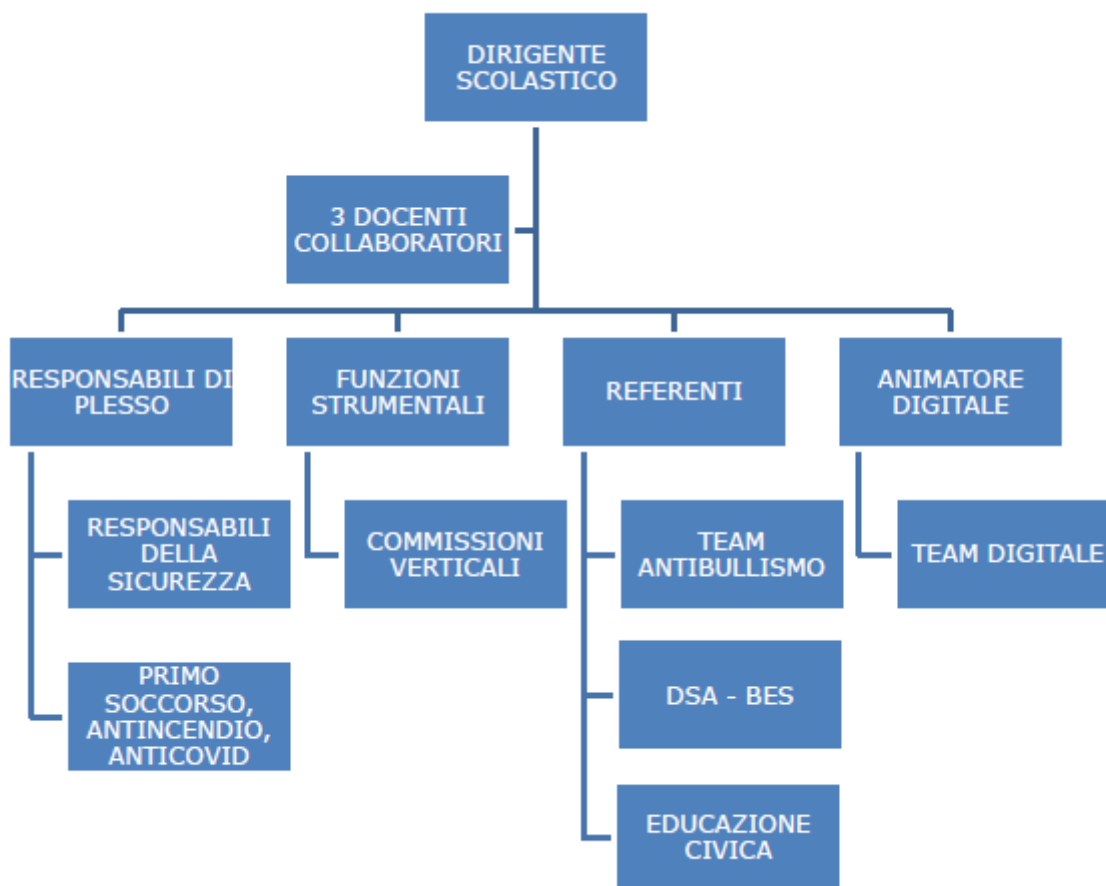 DIRIGENTE
SCOLASTICO
3 DOCENTI
COLLABORATORI
RESPONSABILI DI
PLESSO
FUNZIONI
STRUMENTALI
REFERENTI
ANIMATORE
DIGITALE
RESPONSABILI
DELLA
SICUREZZA
COMMISSIONI
VERTICALI
TEAM
ANTIBULLISMO
TEAM DIGITALE
PRIMO
SOCCORSO,
ANTINCENDIO,
ANTICOVID
DSA - BES
EDUCAZIONE
CIVICA